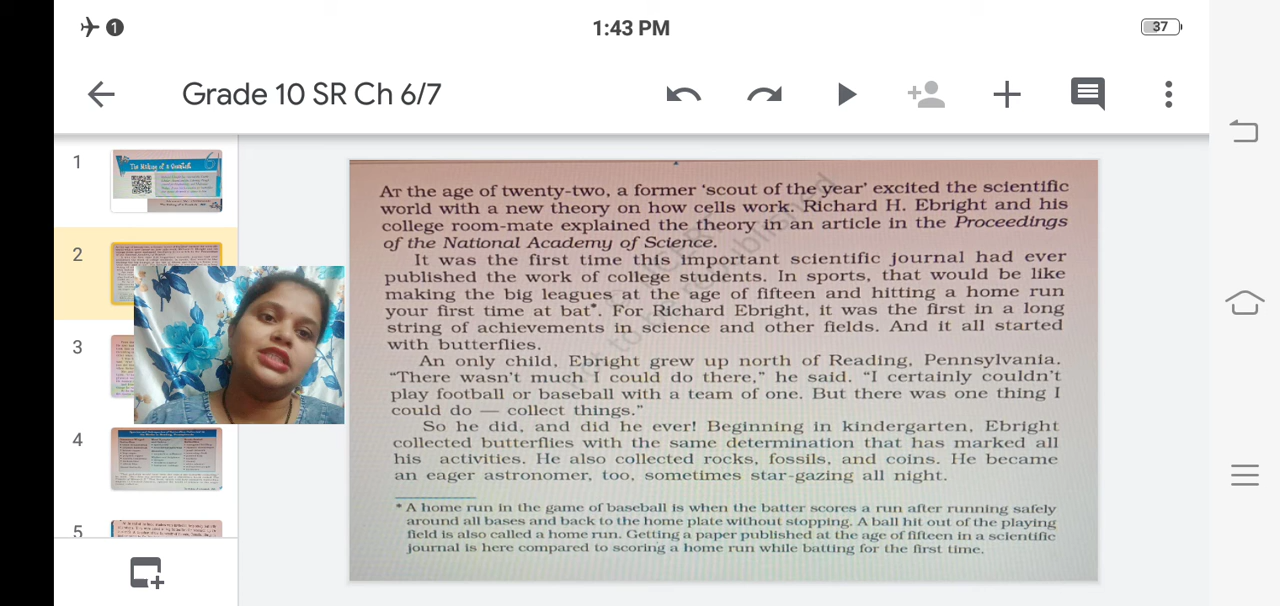 1
1:43 PM
37
Grade 10 SR Ch 6/7
1
The Making of a Scientist
2
3
4
5
AT the age of twenty-two, a former ‘scout of the year’ excited the scientific
world with a new theory on how cells work. Richard H. Ebright and his
college room-mate explained the theory in an article in the Proceedings
of the National Academy of Science.
It was the first time this important scientific journal had ever
published the work of college students. In sports, that would be like
making the big leagues at the age of fifteen and hitting a home run
your first time at bat*. For Richard Ebright, it was the first in a long
string of achievements in science and other fields. And it all started
with butterflies.
An only child, Ebright grew up north of Reading, Pennsylvania.
“There wasn’t much I could do there,” he said. “I certainly couldn’t
play football or baseball with a team of one. But there was one thing I
could do — collect things.”
So he did, and did he ever! Beginning in kindergarten, Ebright
collected butterflies with the same determination that has marked all
his activities. He also collected rocks, fossils, and coins. He became
an eager astronomer, too, sometimes star-gazing all night.
* A home run in the game of baseball is when the batter scores a run after running safely
around all bases and back to the home plate without stopping. A ball hit out of the playing
field is also called a home run. Getting a paper published at the age of fifteen in a scientific
journal is here compared to scoring a home run while batting for the first time.